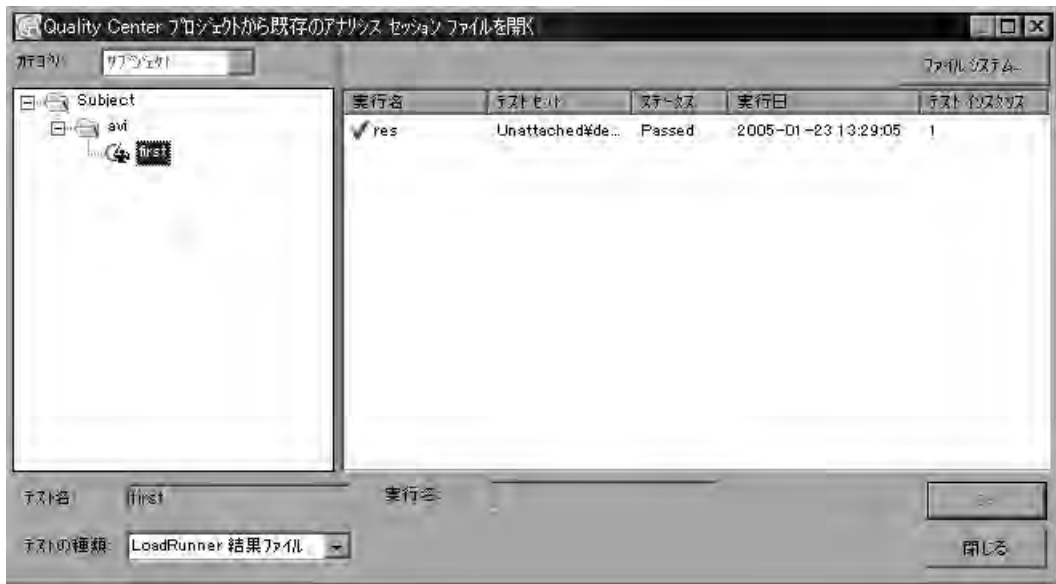 Quality Center プロジェクトから既存のアナリシス セッション ファイルを開く
カテゴリ: サブジェクト
ファイル システム...
Subject
avi
first
実行名 テスト セット ステータス 実行日 テスト インスタンス
res Unattached¥de... Passed 2005-01-23 13:29:05 1
テスト名: first
実行名:
テストの種類: LoadRunner 結果ファイル
閉じる